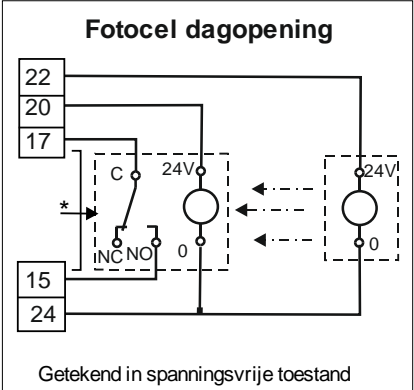 Fotocel dagopening
22
20
17
C
24V
24V
*
NC NO
0
0
15
24
Getekend in spanningsvrije toestand